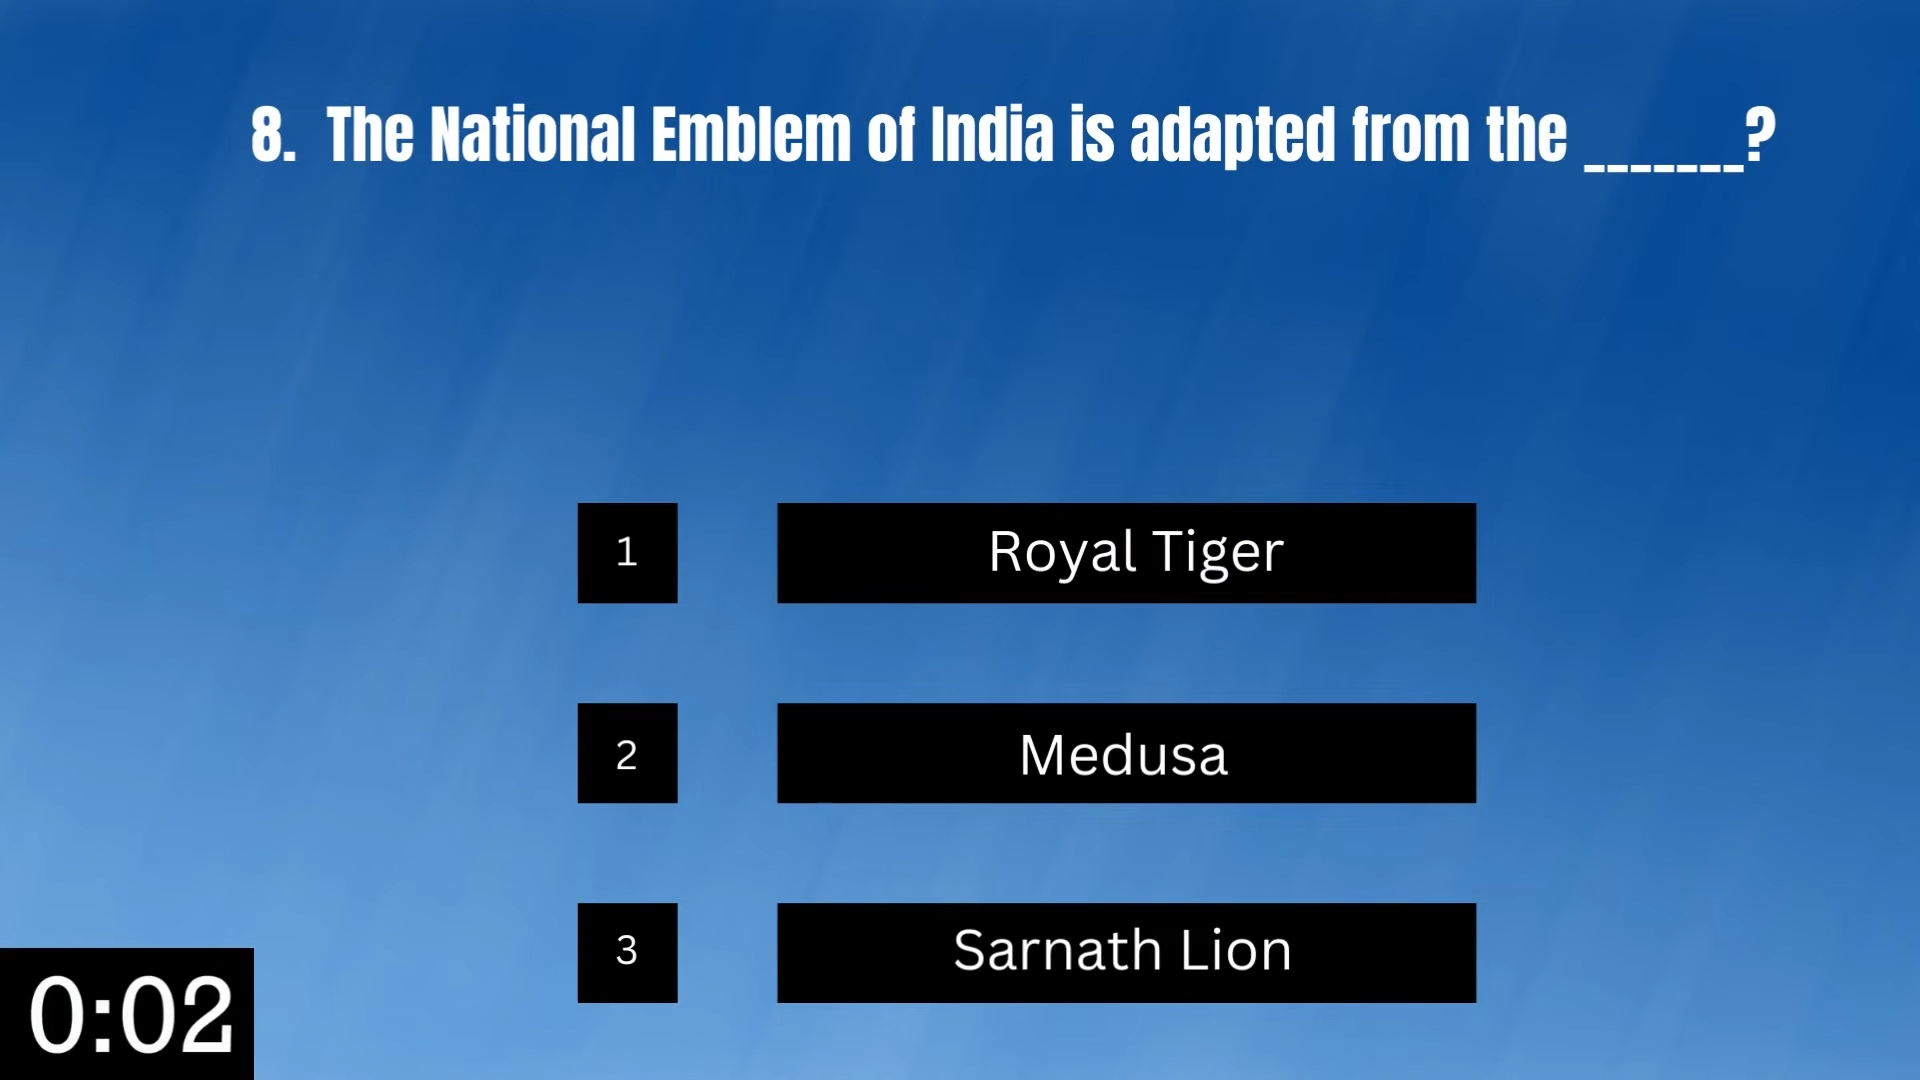 8. The National Emblem of India is adapted from the _______?
1 Royal Tiger
2 Medusa
3 Sarnath Lion
0:02